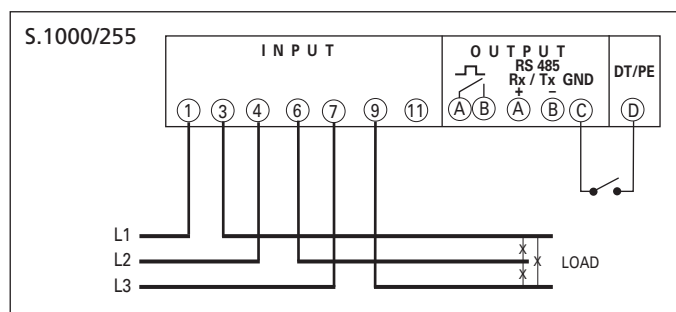 S.1000/255
INPUT
OUTPUT
RS 485
Rx / Tx GND
+ −
DT/PE
1 3 4 6 7 9 11 A B A B C D
L1
L2
L3
x
x
x
LOAD